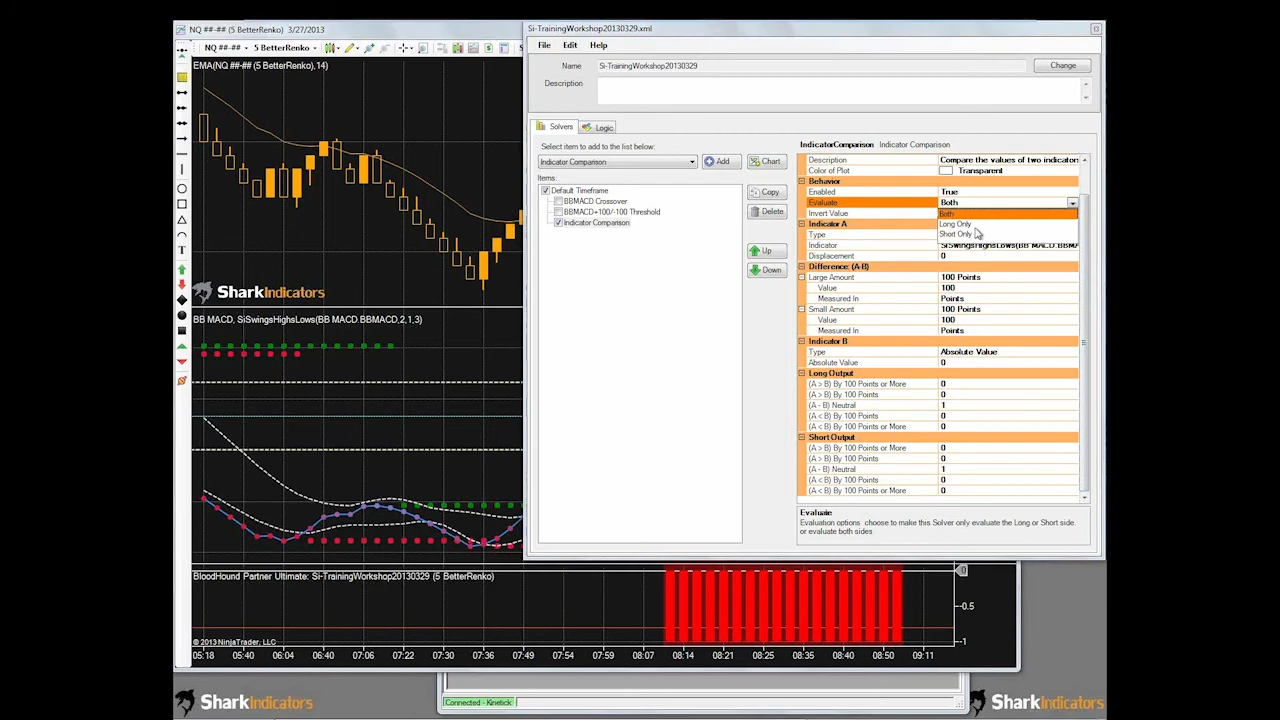 NQ ##-## (5 BetterRenko) 3/27/2013
NQ ##-## 5 BetterRenko
EMA(NQ ##-## (5 BetterRenko),14)
SharkIndicators
BB MACD, SiSwingsHighsLows(BB MACD.BBMACD,2,1,3)
BloodHound Partner Ultimate: Si-TrainingWorkshop20130329 (5 BetterRenko)
0
-0.5
-1
© 2013 NinjaTrader, LLC
05:18 05:40 06:04 06:40 07:06 07:22 07:36 07:49 07:54 07:59 08:14 08:25 08:35 08:44 08:50 09:11
Si-TrainingWorkshop20130329.xml
File Edit Help
Name Si-TrainingWorkshop20130329 Change
Description
Solvers Logic
Select item to add to the list below:
Indicator Comparison Add Chart
Items:
Default Timeframe
BBMACD Crossover
BBMACD+100/-100 Threshold
Indicator Comparison
Copy
Delete
Up
Down
IndicatorComparison Indicator Comparison
Description Compare the values of two indicators
Color of Plot Transparent
Behavior
Enabled True
Evaluate Both
Invert Value Both
Long Only
Short Only
Indicator A
Type
Indicator SiSwingsHighsLows(BB MACD.BBMA
Displacement 0
Difference: (A-B)
Large Amount 100 Points
Value 100
Measured In Points
Small Amount 100 Points
Value 100
Measured In Points
Indicator B
Type Absolute Value
Absolute Value 0
Long Output
(A > B) By 100 Points or More 0
(A > B) By 100 Points 0
(A - B) Neutral 1
(A < B) By 100 Points 0
(A < B) By 100 Points or More 0
Short Output
(A > B) By 100 Points or More 0
(A > B) By 100 Points 0
(A - B) Neutral 1
(A < B) By 100 Points 0
(A < B) By 100 Points or More 0
Evaluate
Evaluation options choose to make this Solver only evaluate the Long or Short side.
or evaluate both sides
SharkIndicators
Connected - Kinetick
SharkIndicators